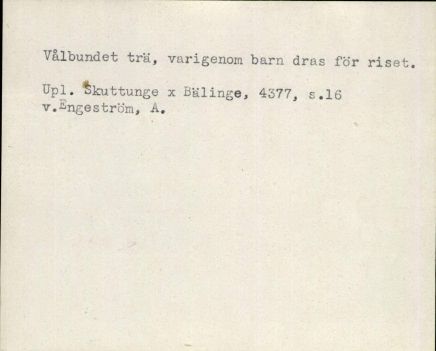 Vålbundet trä, varigenom barn dras för riset.
Upl. Skuttunge x Bälinge, 4377, s.16
v.Engeström, A.